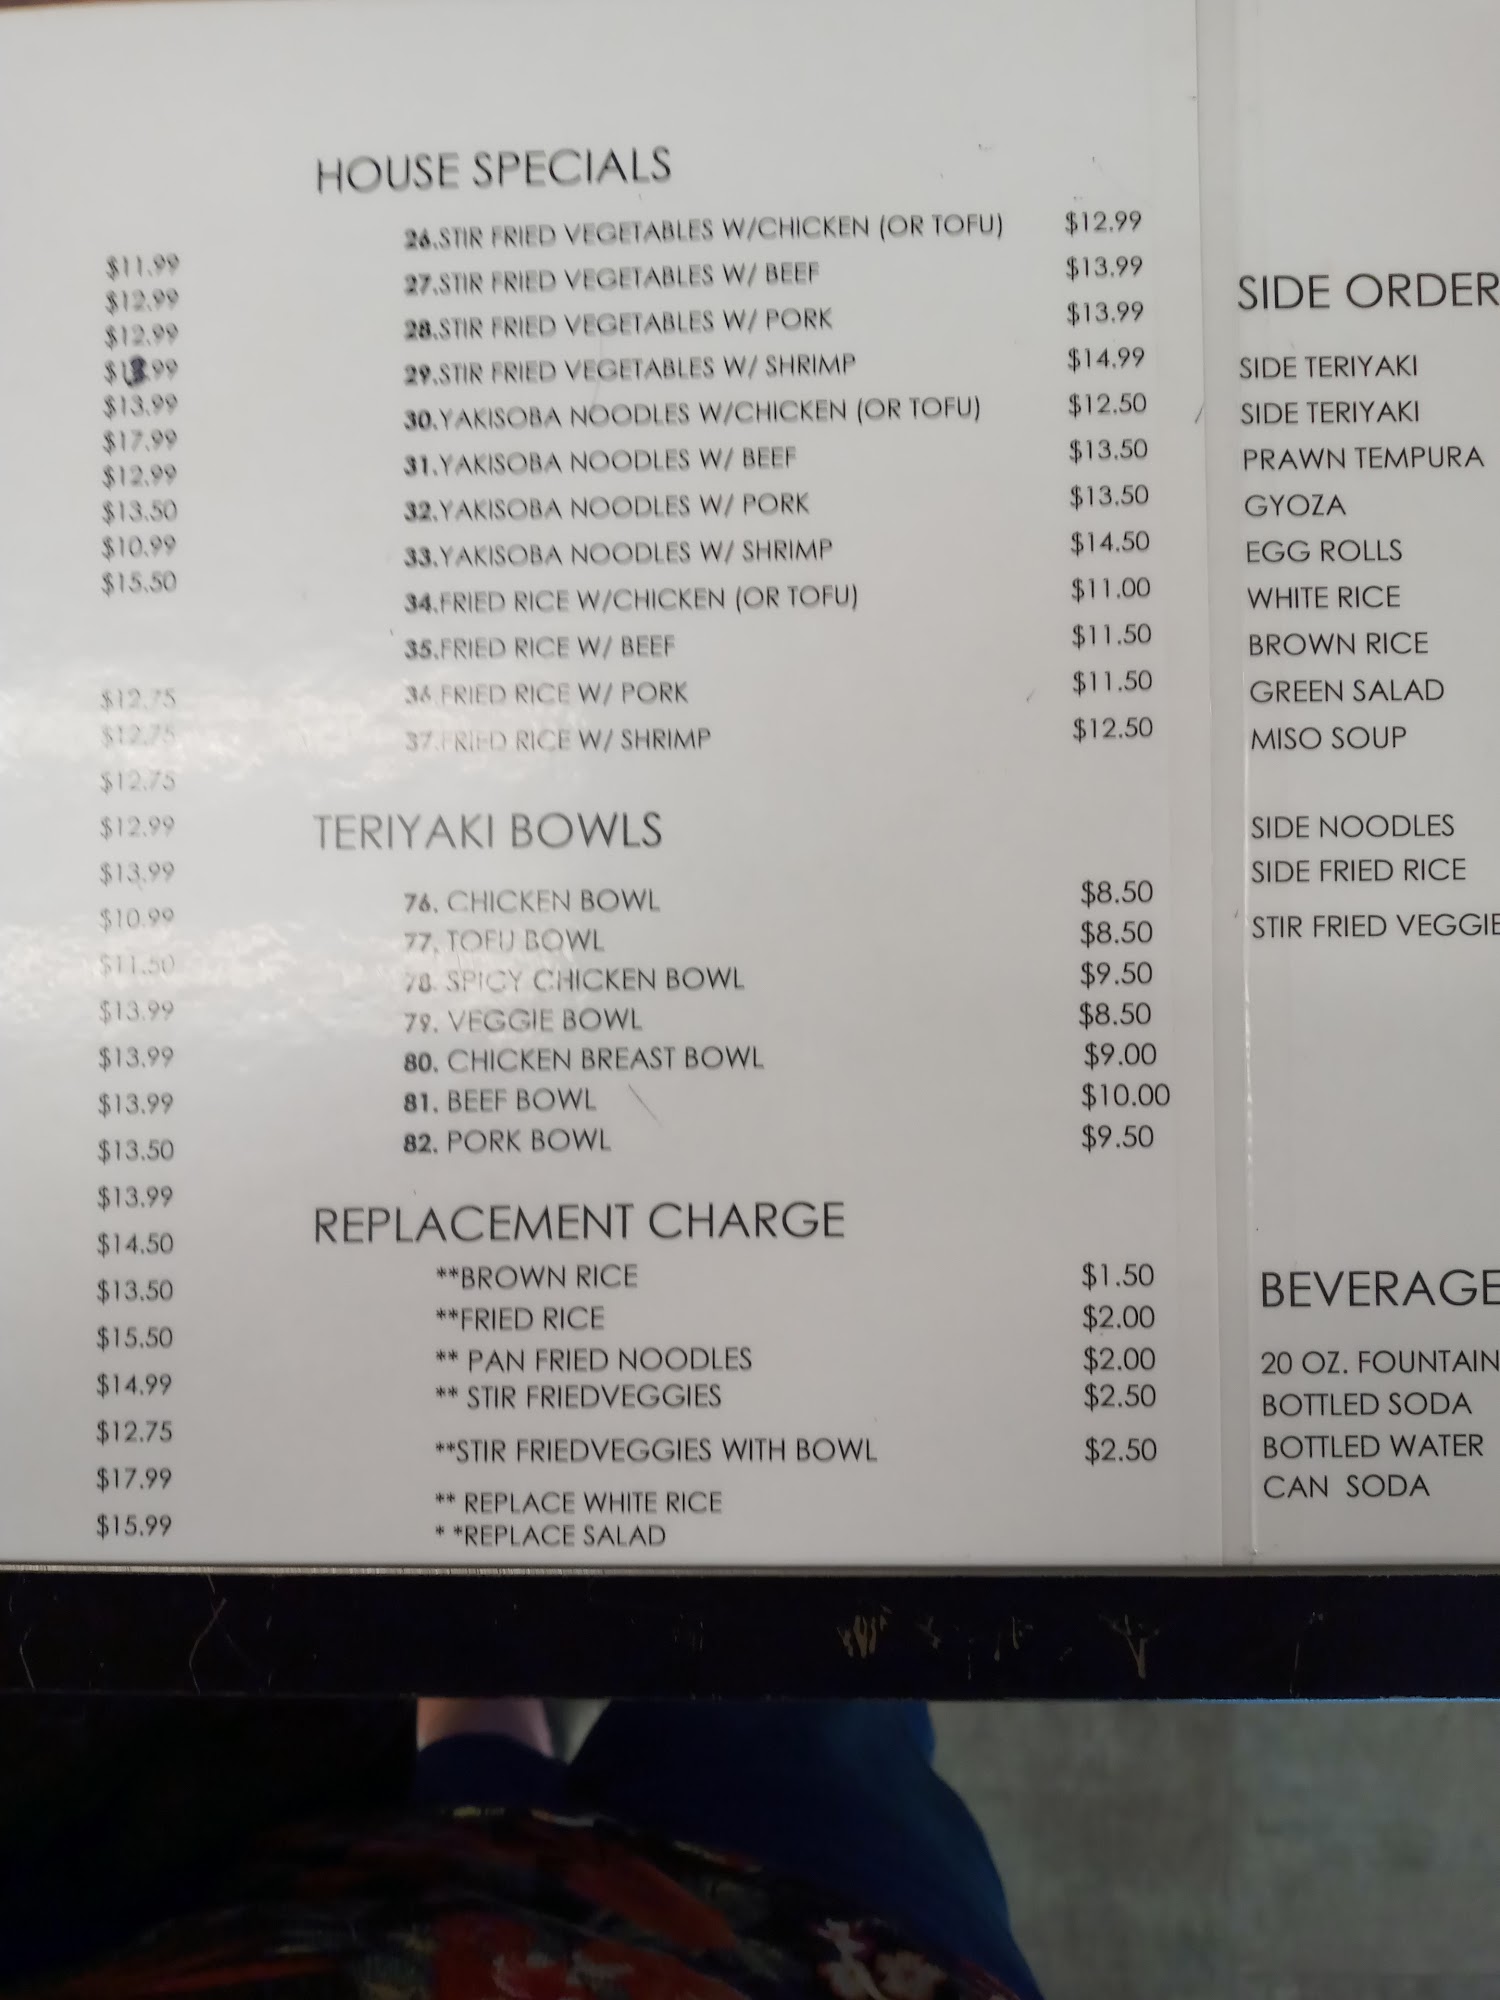 $11.99
$12.99
$12.99
$13.99
$13.99
$17.99
$12.99
$13.50
$10.99
$15.50
$12.75
$12.75
$12.75
$12.99
$13.99
$10.99
$11.50
$13.99
$13.99
$13.99
$13.50
$13.99
$14.50
$13.50
$15.50
$14.99
$12.75
$17.99
$15.99
HOUSE SPECIALS
26.STIR FRIED VEGETABLES W/CHICKEN (OR TOFU) $12.99
27.STIR FRIED VEGETABLES W/ BEEF $13.99
28.STIR FRIED VEGETABLES W/ PORK $13.99
29.STIR FRIED VEGETABLES W/ SHRIMP $14.99
30.YAKISOBA NOODLES W/CHICKEN (OR TOFU) $12.50
31.YAKISOBA NOODLES W/ BEEF $13.50
32.YAKISOBA NOODLES W/ PORK $13.50
33.YAKISOBA NOODLES W/ SHRIMP $14.50
34.FRIED RICE W/CHICKEN (OR TOFU) $11.00
35.FRIED RICE W/ BEEF $11.50
36.FRIED RICE W/ PORK $11.50
37.FRIED RICE W/ SHRIMP $12.50
TERIYAKI BOWLS
76. CHICKEN BOWL $8.50
77. TOFU BOWL $8.50
78. SPICY CHICKEN BOWL $9.50
79. VEGGIE BOWL $8.50
80. CHICKEN BREAST BOWL $9.00
81. BEEF BOWL $10.00
82. PORK BOWL $9.50
REPLACEMENT CHARGE
**BROWN RICE $1.50
**FRIED RICE $2.00
** PAN FRIED NOODLES $2.00
** STIR FRIEDVEGGIES $2.50
**STIR FRIEDVEGGIES WITH BOWL $2.50
** REPLACE WHITE RICE
* *REPLACE SALAD
SIDE ORDER
SIDE TERIYAKI
SIDE TERIYAKI
PRAWN TEMPURA
GYOZA
EGG ROLLS
WHITE RICE
BROWN RICE
GREEN SALAD
MISO SOUP
SIDE NOODLES
SIDE FRIED RICE
STIR FRIED VEGGIE
BEVERAGE
20 OZ. FOUNTAIN
BOTTLED SODA
BOTTLED WATER
CAN SODA